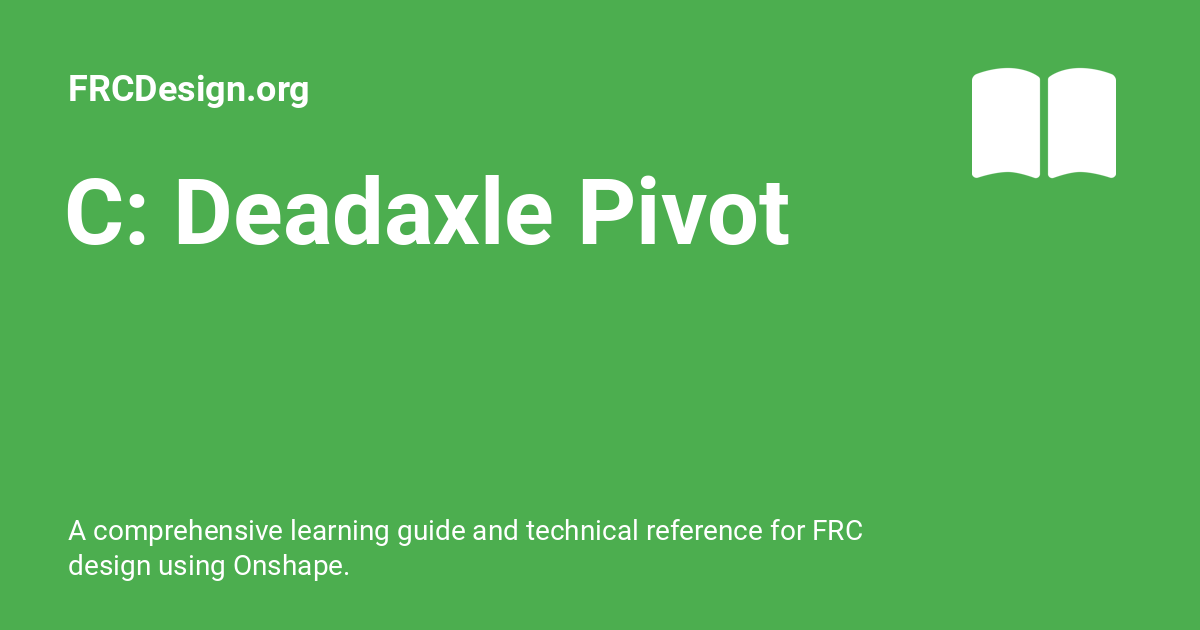 FRCDesign.org
C: Deadaxle Pivot
A comprehensive learning guide and technical reference for FRC
design using Onshape.